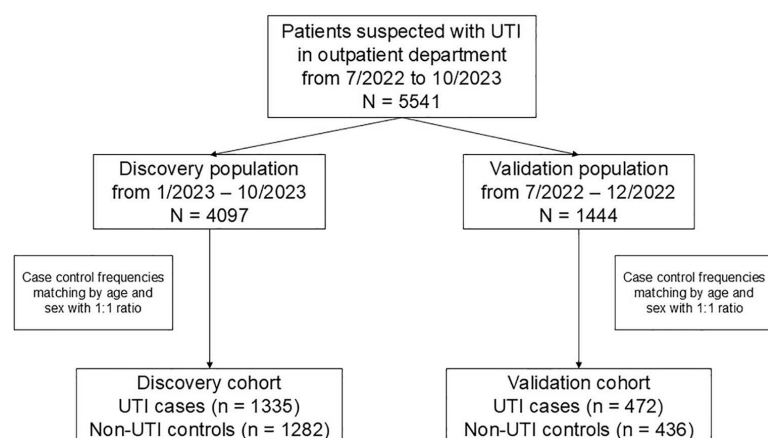 Patients suspected with UTI
in outpatient department
from 7/2022 to 10/2023
N = 5541
Discovery population
from 1/2023 – 10/2023
N = 4097
Validation population
from 7/2022 – 12/2022
N = 1444
Case control frequencies
matching by age and
sex with 1:1 ratio
Case control frequencies
matching by age and
sex with 1:1 ratio
Discovery cohort
UTI cases (n = 1335)
Non-UTI controls (n = 1282)
Validation cohort
UTI cases (n = 472)
Non-UTI controls (n = 436)